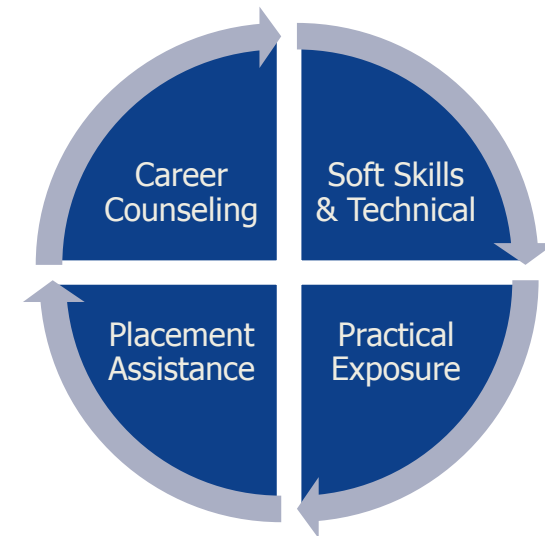 Career
Counseling
Soft Skills
& Technical
Placement
Assistance
Practical
Exposure